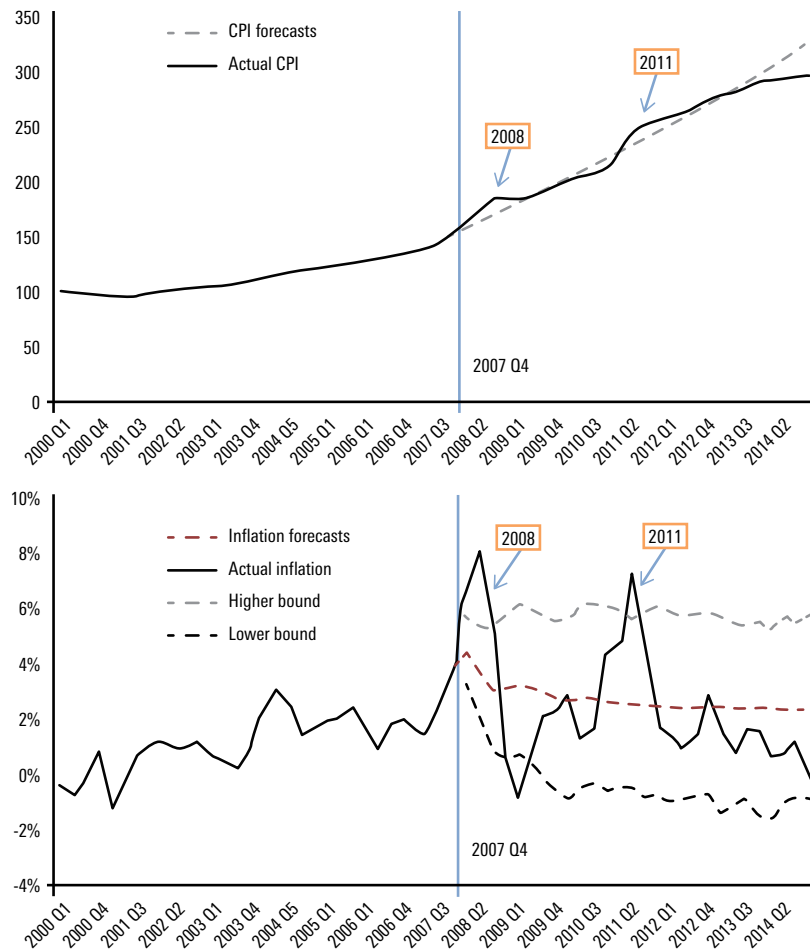 350
300
250
200
150
100
50
0
CPI forecasts
Actual CPI
2008
2011
2007 Q4
2000 Q1
2000 Q4
2001 Q3
2002 Q2
2003 Q1
2003 Q4
2004 Q5
2005 Q1
2006 Q1
2006 Q4
2007 Q3
2008 Q2
2009 Q1
2009 Q4
2010 Q3
2011 Q2
2012 Q1
2012 Q4
2013 Q3
2014 Q2
10%
8%
6%
4%
2%
0%
-2%
-4%
Inflation forecasts
Actual inflation
Higher bound
Lower bound
2008
2011
2007 Q4
2000 Q1
2000 Q4
2001 Q3
2002 Q2
2003 Q1
2003 Q4
2004 Q5
2005 Q1
2006 Q1
2006 Q4
2007 Q3
2008 Q2
2009 Q1
2009 Q4
2010 Q3
2011 Q2
2012 Q1
2012 Q4
2013 Q3
2014 Q2